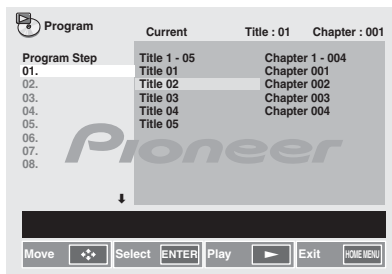 Program
Current Title : 01 Chapter : 001
Program Step Title 1 - 05 Chapter 1 - 004
01. Title 01 Chapter 001
02. Title 02 Chapter 002
03. Title 03 Chapter 003
04. Title 04 Chapter 004
05. Title 05
06.
07.
08.
Pioneer
Move Select ENTER Play Exit HOME MENU